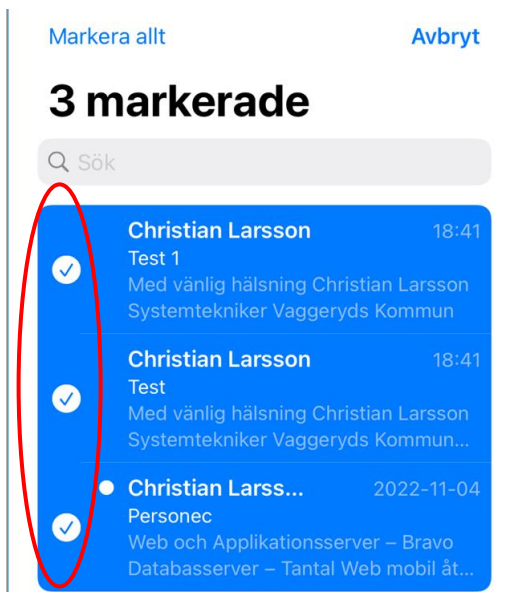 Markera allt Avbryt
3 markerade
Sök
Christian Larsson 18:41
Test 1
Med vänlig hälsning Christian Larsson
Systemtekniker Vaggeryds Kommun
Christian Larsson 18:41
Test
Med vänlig hälsning Christian Larsson
Systemtekniker Vaggeryds Kommun...
Christian Larss... 2022-11-04
Personec
Web och Applikationsserver – Bravo
Databasserver – Tantal Web mobil åt...